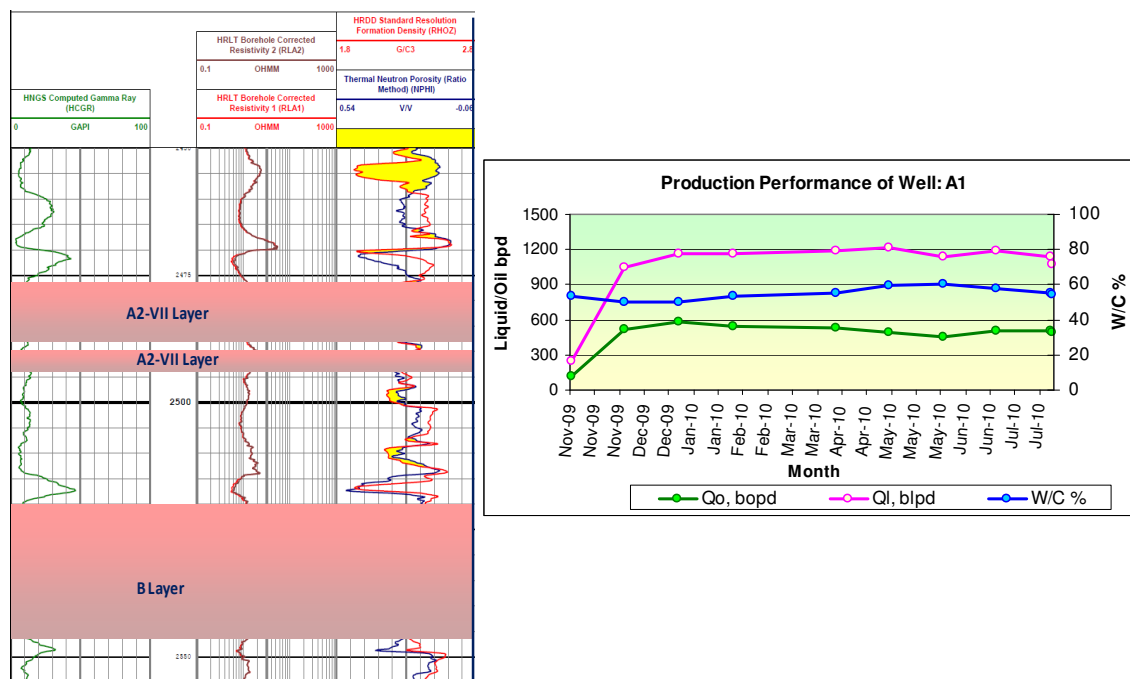 HRDD Standard Resolution
Formation Density (RHOZ)
1.8 G/C3 2.8
HRLT Borehole Corrected
Resistivity 2 (RLA2)
0.1 OHMM 1000
Thermal Neutron Porosity (Ratio
Method) (NPHI)
0.54 V/V -0.06
HNGS Computed Gamma Ray
(HCGR)
0 GAPI 100
HRLT Borehole Corrected
Resistivity 1 (RLA1)
0.1 OHMM 1000
2475
A2-VII Layer
A2-VII Layer
2500
B Layer
Production Performance of Well: A1
Liquid/Oil bpd
1500
1200
900
600
300
0
100
80
60
40
20
0
W/C %
Nov-09
Nov-09
Nov-09
Dec-09
Dec-09
Jan-10
Jan-10
Feb-10
Feb-10
Mar-10
Mar-10
Apr-10
May-10
May-10
Jun-10
Jun-10
Jul-10
Jul-10
Month
Qo, bopd
Ql, blpd
W/C %